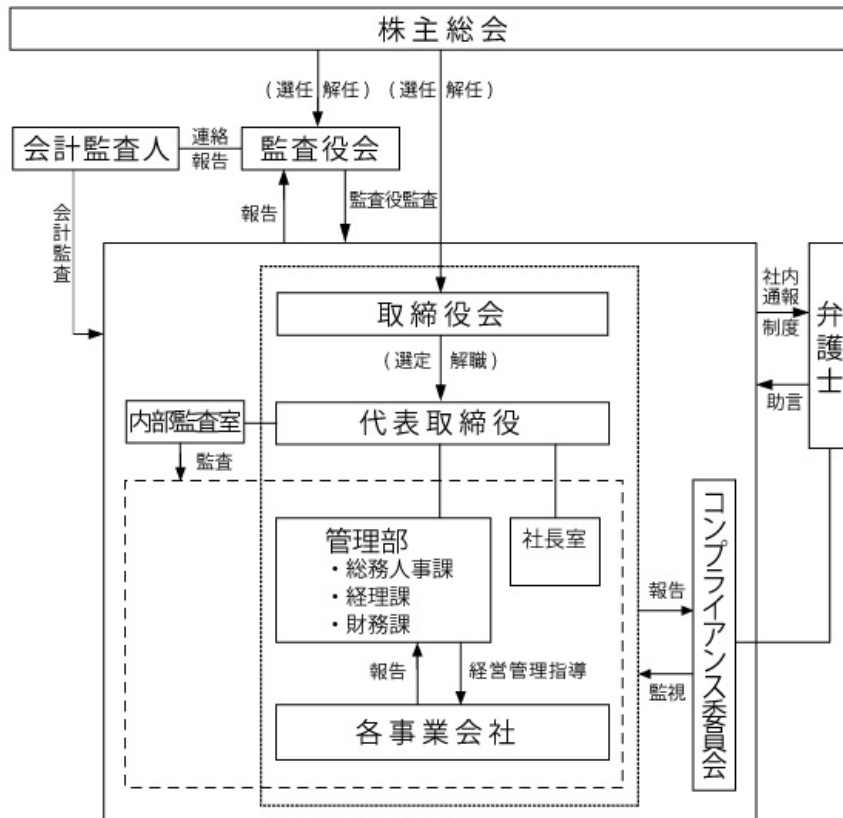 株主総会
(選任 解任) (選任 解任)
会計監査人
連絡
報告
監査役会
会計監査
報告
監査役監査
取締役会
(選定 解職)
社内
通報
制度
弁護士
助言
内部監査室
代表取締役
監査
管理部
・総務人事課
・経理課
・財務課
社長室
報告
コンプライアンス委員会
監視
報告
経営管理指導
各事業会社